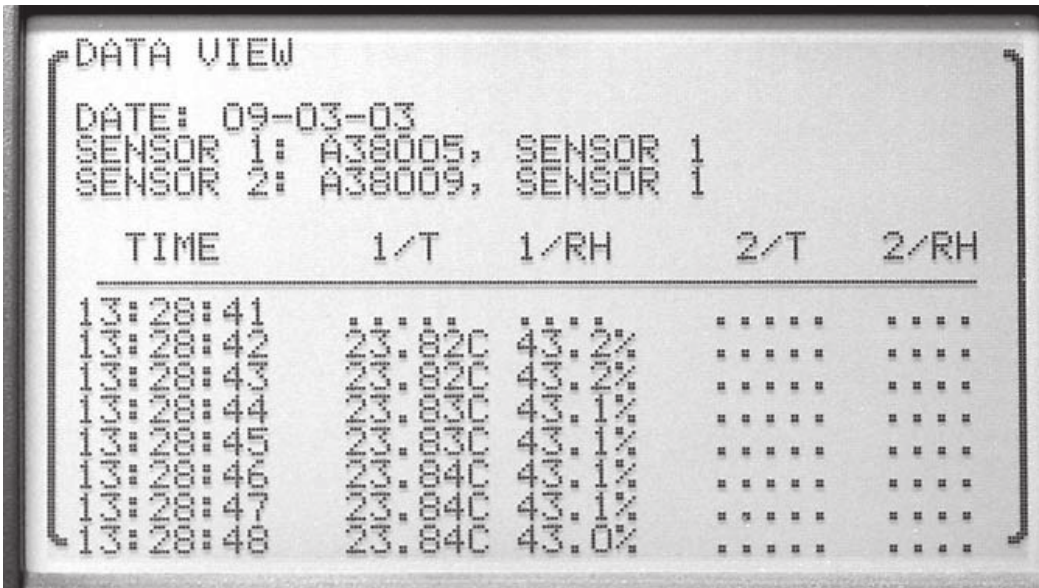 DATA VIEW
DATE: 09-03-03
SENSOR 1: A38005, SENSOR 1
SENSOR 2: A38009, SENSOR 1
TIME 1/T 1/RH 2/T 2/RH
13:28:41 ..... .... ..... ....
13:28:42 23.82C 43.2% ..... ....
13:28:43 23.82C 43.2% ..... ....
13:28:44 23.83C 43.1% ..... ....
13:28:45 23.83C 43.1% ..... ....
13:28:46 23.84C 43.1% ..... ....
13:28:47 23.84C 43.1% ..... ....
13:28:48 23.84C 43.0% ..... ....